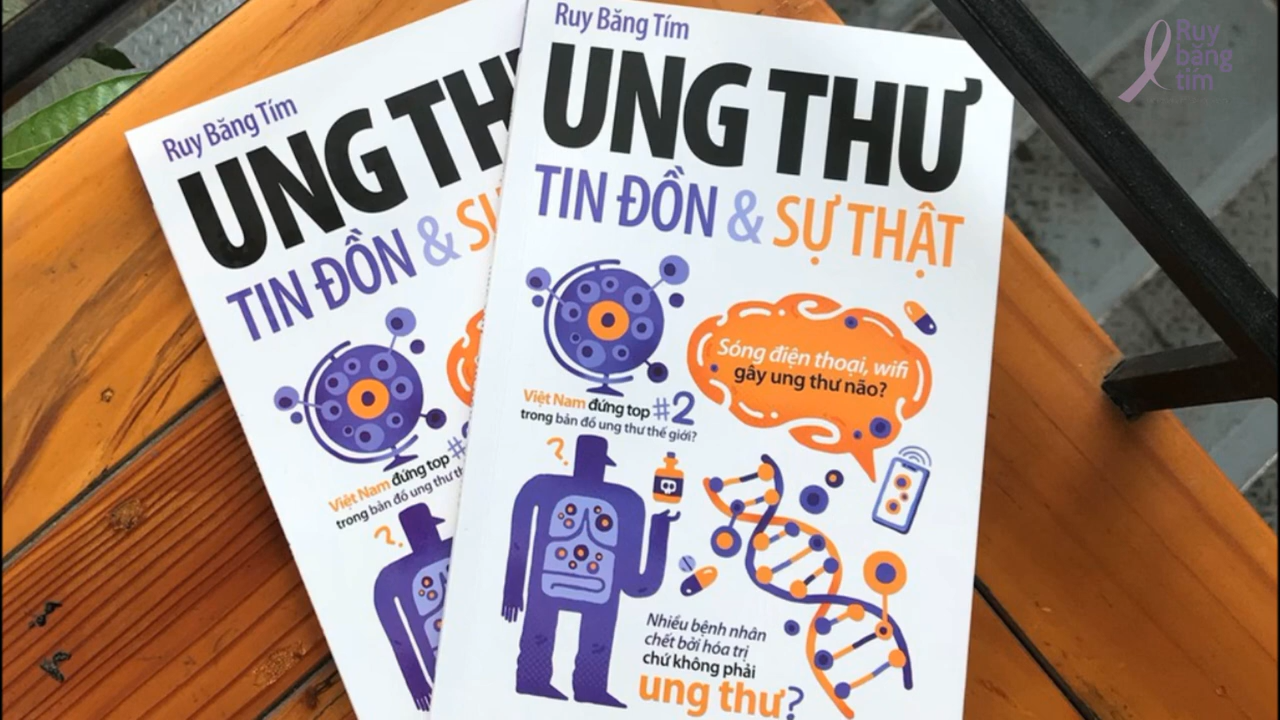 Ruy Băng Tím
UNG THƯ
TIN ĐỒN & SỰ THẬT
Sóng điện thoại, wifi
gây ung thư não?
Việt Nam đứng top #2
trong bản đồ ung thư thế giới?
?
Nhiều bệnh nhân
chết bởi hóa trị
chứ không phải
ung thư?
Ruy Băng Tím
UNG TH
TIN ĐỒN & SỰ
Việt Nam đứng top #
trong bản đồ ung thư th
?
Ruy
băng
tím